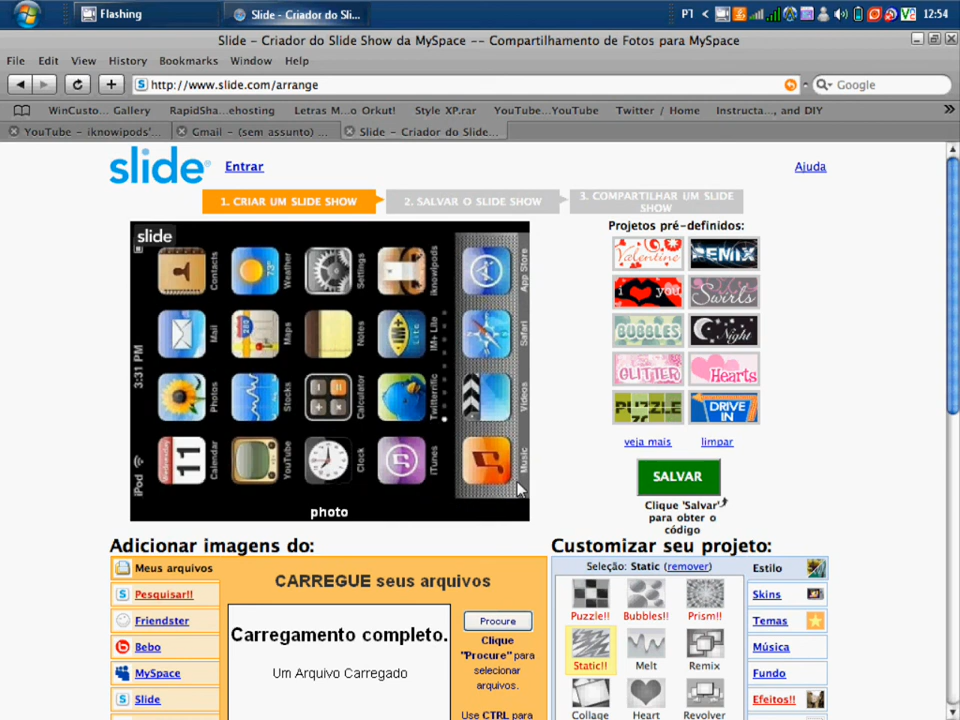 Flashing
Slide - Criador do Sli...
PT
12:54
Slide - Criador do Slide Show da MySpace -- Compartilhamento de Fotos para MySpace
File Edit View History Bookmarks Window Help
http://www.slide.com/arrange
Google
WinCusto... Gallery RapidSha...ehosting Letras M...o Orkut! Style XP.rar YouTube...YouTube Twitter / Home Instructa..., and DIY
YouTube - iknowipods'...
Gmail - (sem assunto) ...
Slide - Criador do Slide...
slide
Entrar
Ajuda
1. CRIAR UM SLIDE SHOW
2. SALVAR O SLIDE SHOW
3. COMPARTILHAR UM SLIDE SHOW
slide
iPod
3:31 PM
Calendar
Photos
Mail
Contacts
Wednesday
11
YouTube
Stocks
Maps
Weather
73°
280
Clock
Calculator
Notes
Settings
iTunes
Twitterrific
IM+ Lite
iknowipods
IM+
Lite
Music
Videos
Safari
App Store
photo
Projetos pré-definidos:
Valentine
REMIX
i you
Swirls
BUBBLES
Night
GLITTER
Hearts
PUZZLE
DRIVE IN
veja mais
limpar
SALVAR
Clique 'Salvar'
para obter o
código
Adicionar imagens do:
Meus arquivos
Pesquisar!!
Friendster
Bebo
MySpace
Slide
CARREGUE seus arquivos
Carregamento completo.
Um Arquivo Carregado
Procure
Clique
"Procure" para
selecionar
arquivos.
Use CTRL para
Customizar seu projeto:
Seleção: Static (remover)
Puzzle!!
Bubbles!!
Prism!!
Static!!
Melt
Remix
Collage
Heart
Revolver
Estilo
Skins
Temas
Música
Fundo
Efeitos!!